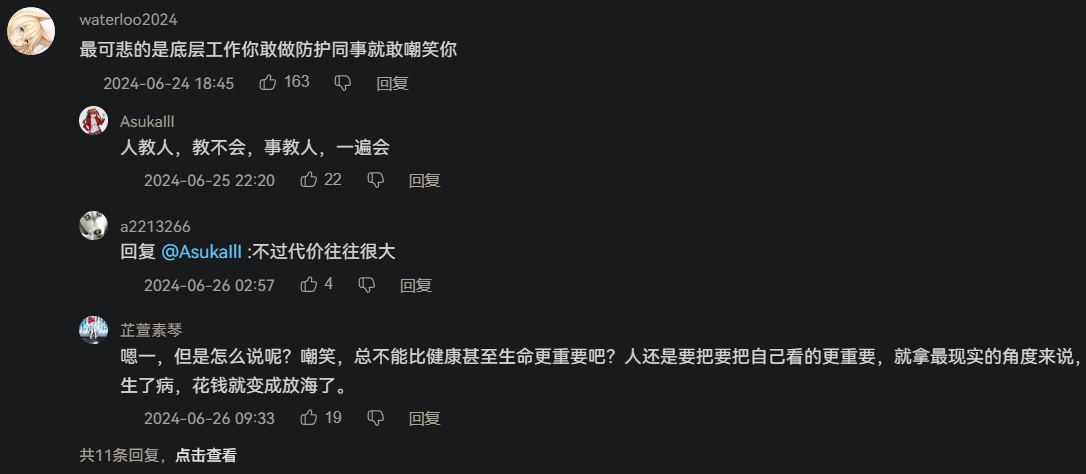 waterloo2024
最可悲的是底层工作你敢做防护同事就敢嘲笑你
2024-06-24 18:45 163 回复
AsukaIII
人教人，教不会，事教人，一遍会
2024-06-25 22:20 22 回复
a2213266
回复 @AsukaIII :不过代价往往很大
2024-06-26 02:57 4 回复
芷萱素琴
嗯一，但是怎么说呢？嘲笑，总不能比健康甚至生命更重要吧？人还是要把要把自己看的更重要，就拿最现实的角度来说，
生了病，花钱就变成放海了。
2024-06-26 09:33 19 回复
共11条回复，点击查看